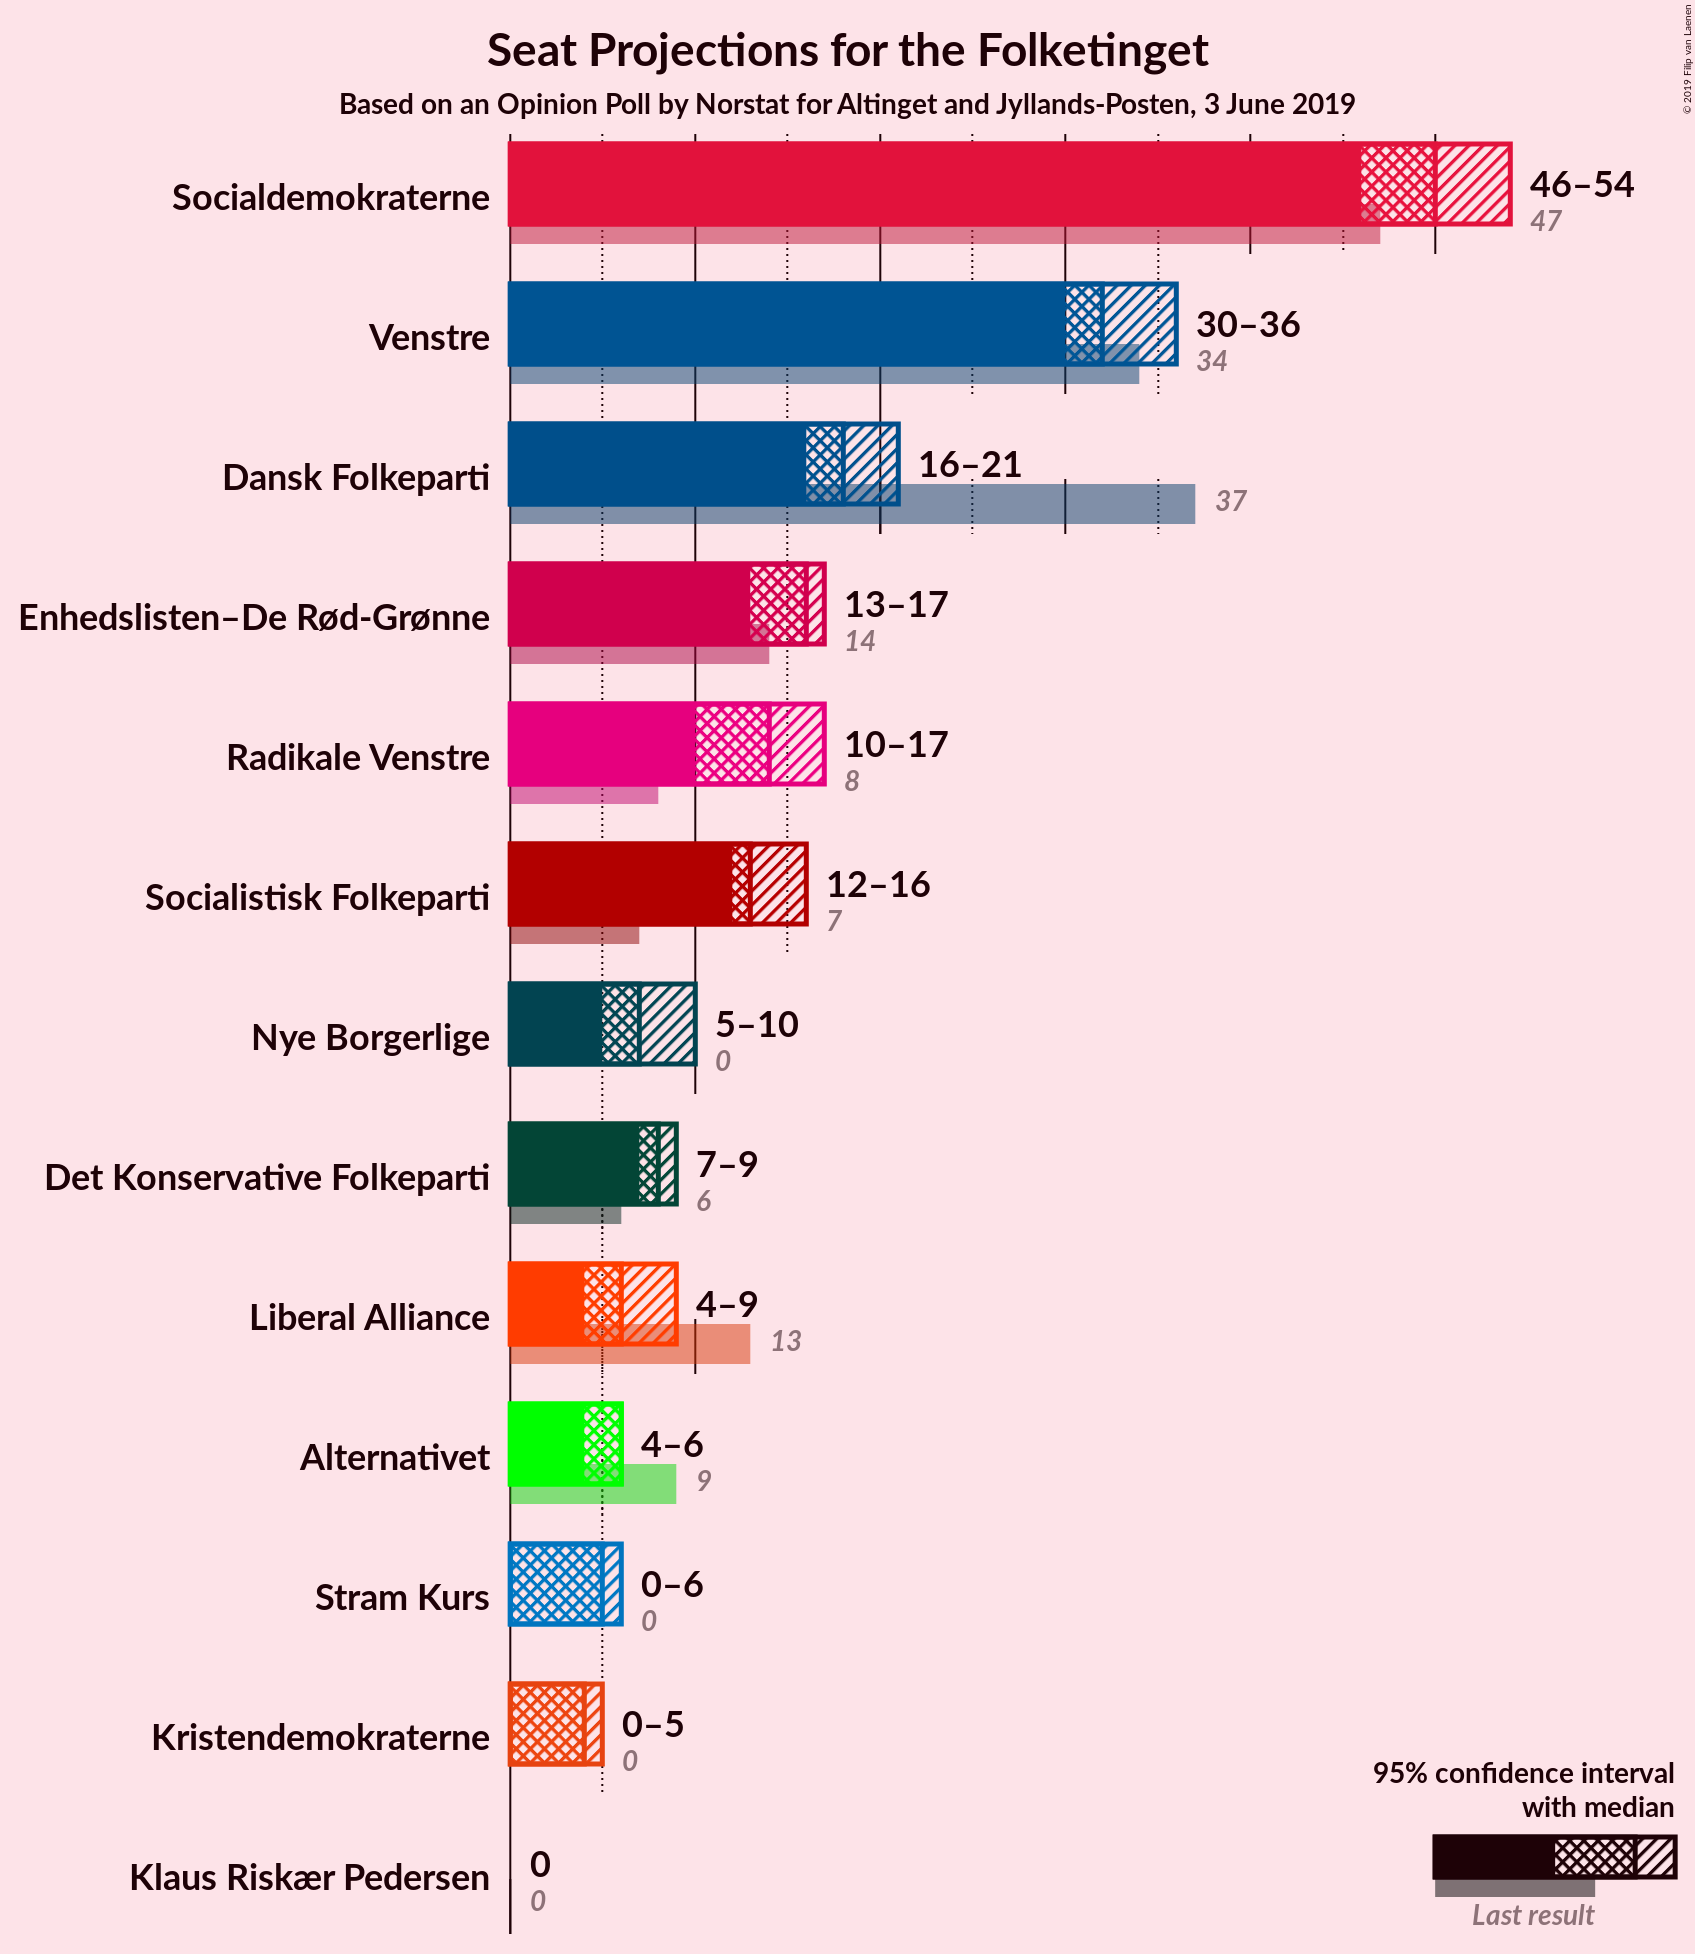 Seat Projections for the Folketinget
Based on an Opinion Poll by Norstat for Altinget and Jyllands-Posten, 3 June 2019
© 2019 Filip van Laenen
Socialdemokraterne
46–54
47
Venstre
30–36
34
Dansk Folkeparti
16–21
37
Enhedslisten–De Rød-Grønne
13–17
14
Radikale Venstre
10–17
8
Socialistisk Folkeparti
12–16
7
Nye Borgerlige
5–10
0
Det Konservative Folkeparti
7–9
6
Liberal Alliance
4–9
13
Alternativet
4–6
9
Stram Kurs
0–6
0
Kristendemokraterne
0–5
0
Klaus Riskær Pedersen
0
0
95% confidence interval
with median
Last result